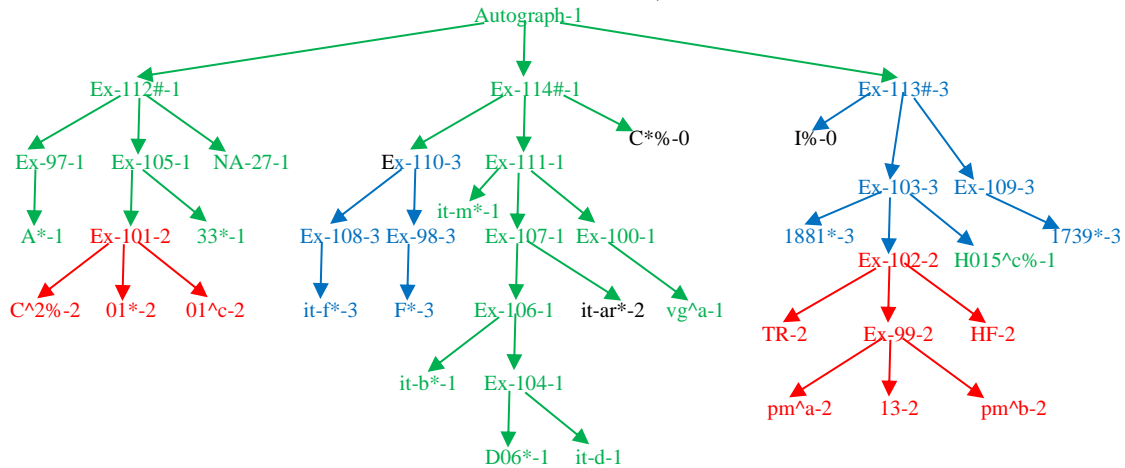 Autograph-1
Ex-112#-1 Ex-114#-1 Ex-113#-3
C*%-0 I%-0
Ex-97-1 Ex-105-1 NA-27-1 Ex-110-3 Ex-111-1
Ex-103-3 Ex-109-3
it-m*-1
A*-1 Ex-101-2 33*-1 Ex-108-3 Ex-98-3 Ex-107-1 Ex-100-1 1881*-3 1739*-3
Ex-102-2 H015^c%-1
C^2%-2 01*-2 01^c-2 it-f*-3 F*-3 Ex-106-1 it-ar*-2 vg^a-1
TR-2 Ex-99-2 HF-2
it-b*-1 Ex-104-1
pm^a-2 13-2 pm^b-2
D06*-1 it-d-1